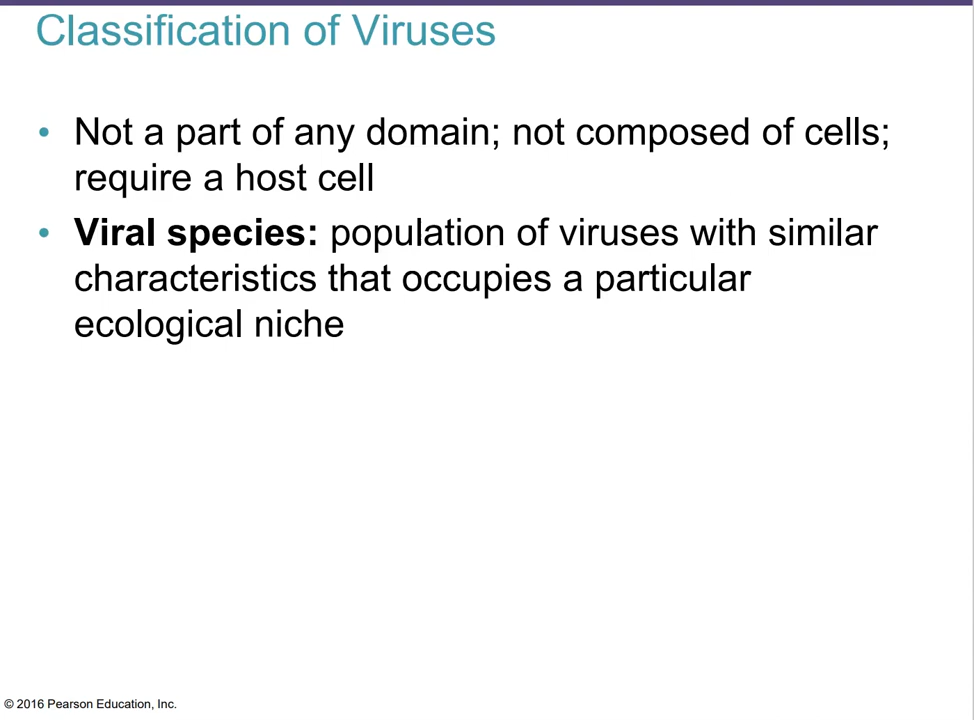 Classification of Viruses
• Not a part of any domain; not composed of cells;
require a host cell
• Viral species: population of viruses with similar
characteristics that occupies a particular
ecological niche
© 2016 Pearson Education, Inc.